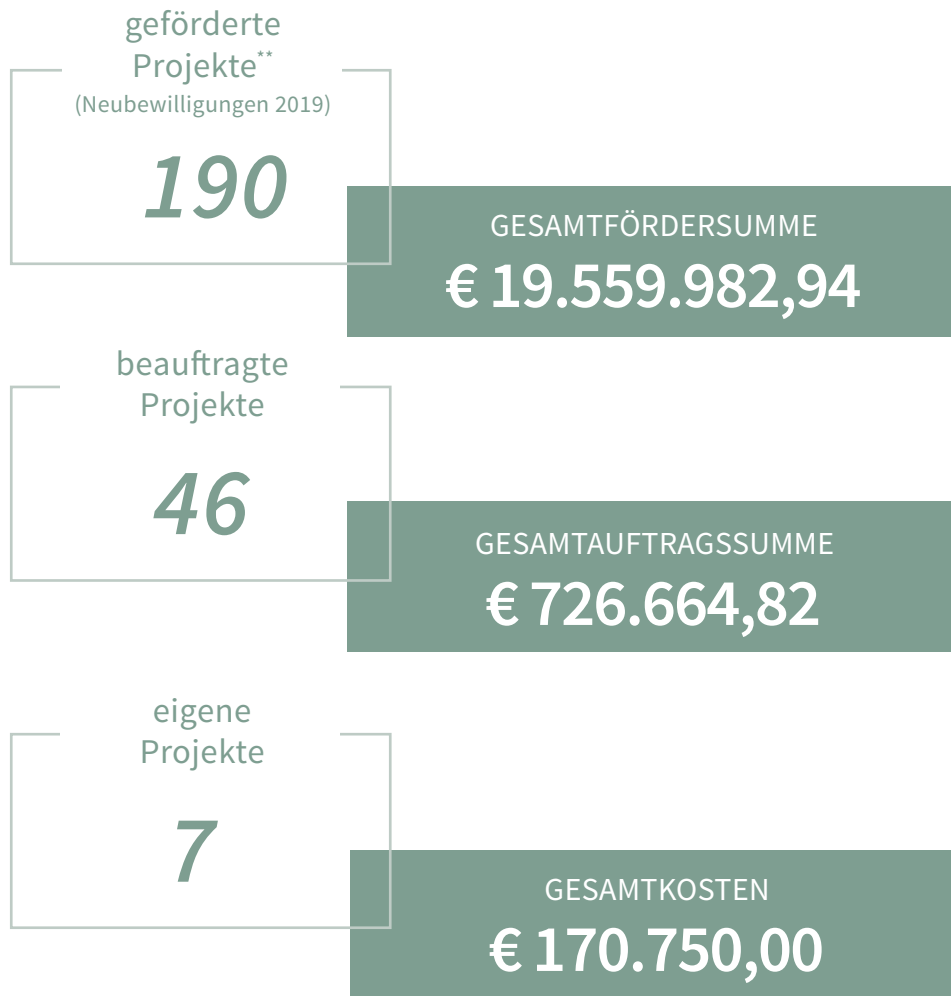 geförderte
Projekte**
(Neubewilligungen 2019)
190
GESAMTFÖRDERSUMME
€ 19.559.982,94
beauftragte
Projekte
46
GESAMTAUFTRAGSSUMME
€ 726.664,82
eigene
Projekte
7
GESAMTKOSTEN
€ 170.750,00